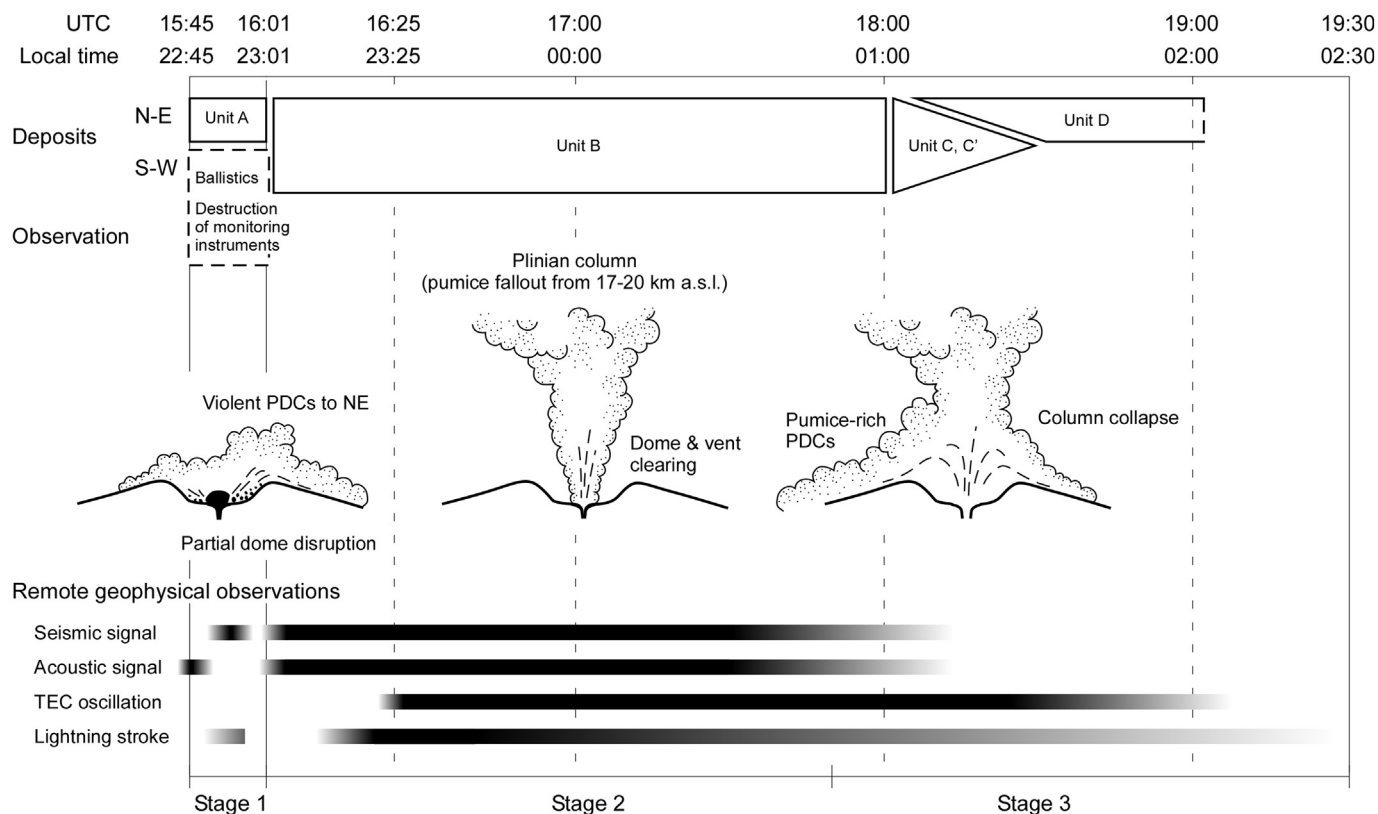 UTC 15:45 16:01 16:25 17:00 18:00 19:00 19:30
Local time 22:45 23:01 23:25 00:00 01:00 02:00 02:30
N-E
Deposits
S-W
Unit A
Unit B
Unit C, C’
Unit D
Ballistics
Observation
Destruction
of monitoring
instruments
Plinian column
(pumice fallout from 17-20 km a.s.l.)
Violent PDCs to NE
Dome & vent
clearing
Pumice-rich
PDCs
Column collapse
Partial dome disruption
Remote geophysical observations
Seismic signal
Acoustic signal
TEC oscillation
Lightning stroke
Stage 1 Stage 2 Stage 3